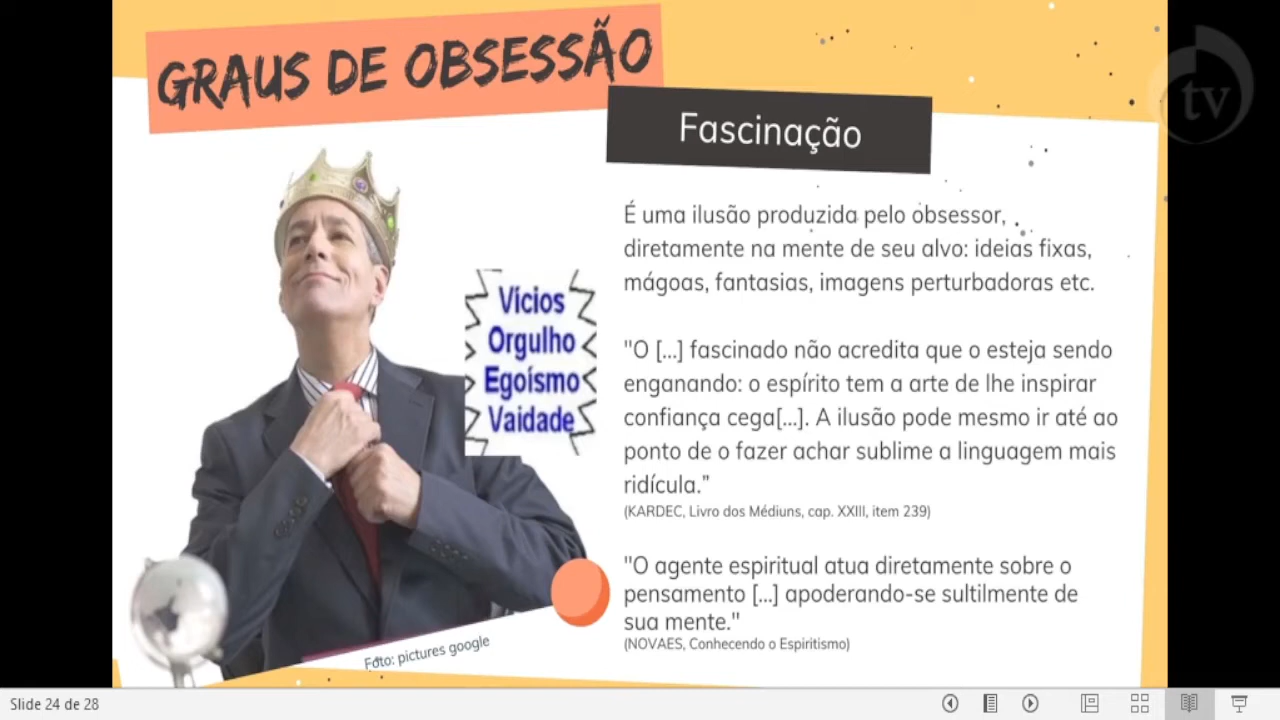 GRAUS DE OBSESSÃO
tv
Fascinação
É uma ilusão produzida pelo obsessor,
diretamente na mente de seu alvo: ideias fixas,
mágoas, fantasias, imagens perturbadoras etc.
Vícios
Orgulho
Egoísmo
Vaidade
"O [...] fascinado não acredita que o esteja sendo
enganando: o espírito tem a arte de lhe inspirar
confiança cega[...]. A ilusão pode mesmo ir até ao
ponto de o fazer achar sublime a linguagem mais
ridícula.”
(KARDEC, Livro dos Médiuns, cap. XXIII, item 239)
"O agente espiritual atua diretamente sobre o
pensamento [...] apoderando-se sultilmente de
sua mente."
(NOVAES, Conhecendo o Espiritismo)
Foto: pictures google
Slide 24 de 28